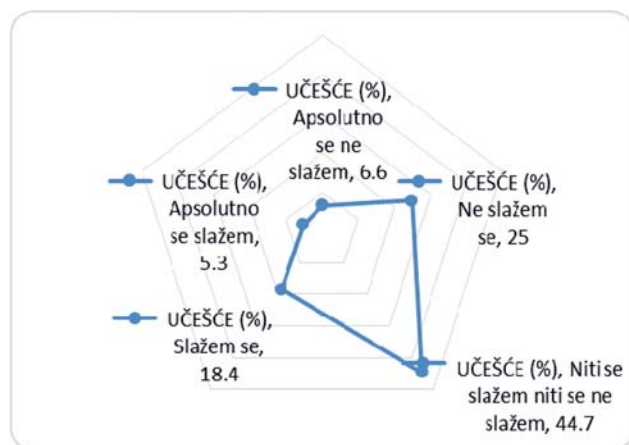 UČEŠĆE (%),
Apsolutno
se ne
slažem, 6.6
UČEŠĆE (%),
Ne slažem
se, 25
UČEŠĆE (%), Niti se
slažem niti se ne
slažem, 44.7
UČEŠĆE (%),
Slažem se,
18.4
UČEŠĆE (%),
Apsolutno
se slažem,
5.3